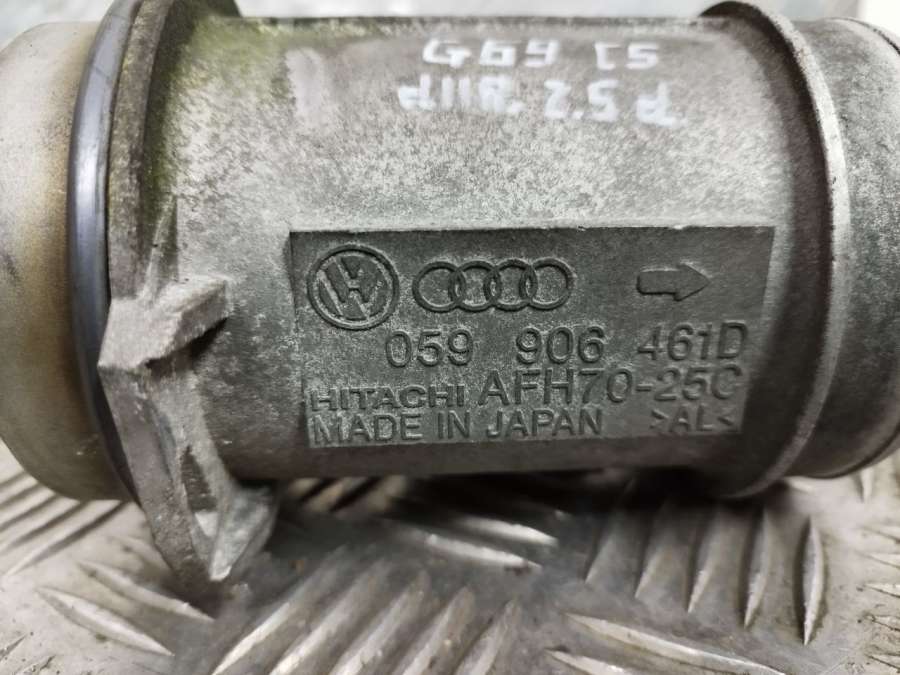 059 906 461D
HITACHI AFH70-25C
MADE IN JAPAN >AL<